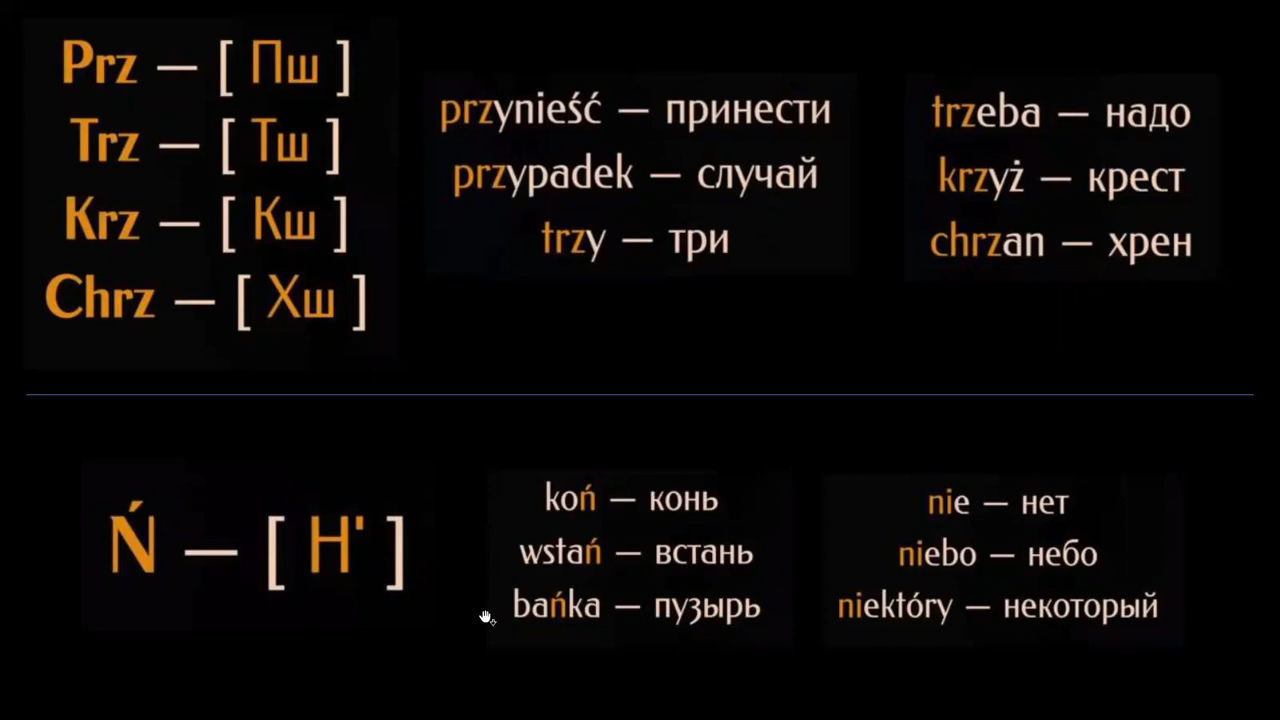 Prz — [ Пш ]
Trz — [ Тш ]
Krz — [ Кш ]
Chrz — [ Хш ]
przynieść — принести
przypadek — случай
trzy — три
trzeba — надо
krzyż — крест
chrzan — хрен
Ń — [ Н' ]
koń — конь
wstań — встань
bańka — пузырь
nie — нет
niebo — небо
niektóry — некоторый